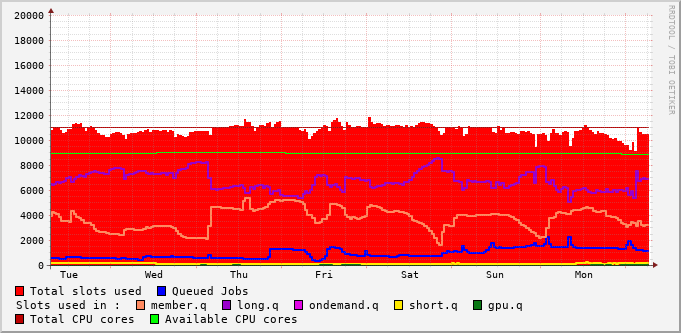 20000
18000
16000
14000
12000
10000
8000
6000
4000
2000
0
Tue Wed Thu Fri Sat Sun Mon
Total slots used Queued Jobs
Slots used in : member.q long.q ondemand.q short.q gpu.q
Total CPU cores Available CPU cores
RRDTOOL / TOBI OETIKER